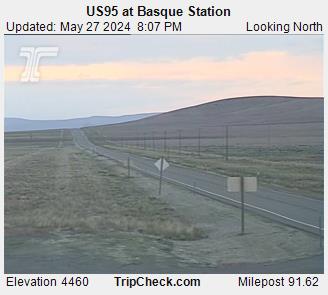 US95 at Basque Station
Updated: May 27 2024 8:07 PM Looking North
Elevation 4460 TripCheck.com Milepost 91.62